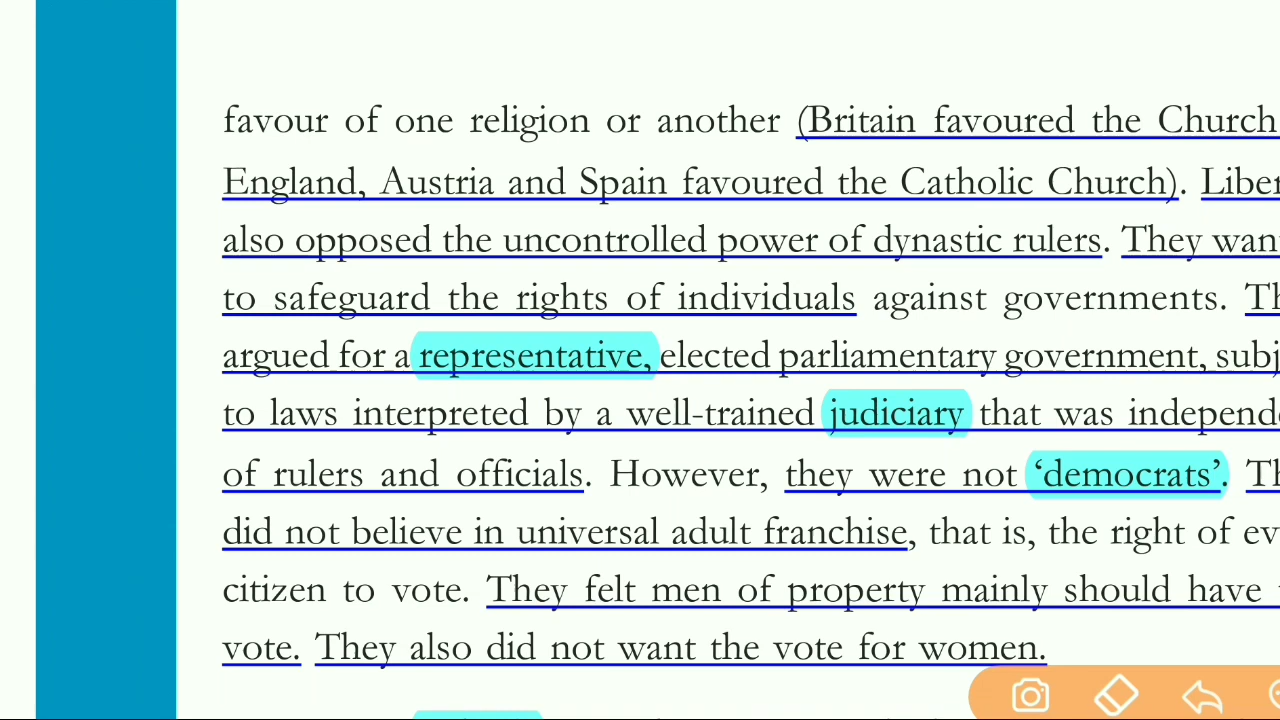 favour of one religion or another (Britain favoured the Church
England, Austria and Spain favoured the Catholic Church).
also opposed the uncontrolled power of dynastic rulers. They
to safeguard the rights of individuals against governments.
argued for a representative, elected parliamentary government,
to laws interpreted by a well-trained judiciary that was
of rulers and officials. However, they were not ‘democrats’.
did not believe in universal adult franchise, that is, the right of
citizen to vote. They felt men of property mainly should have
vote. They also did not want the vote for women.